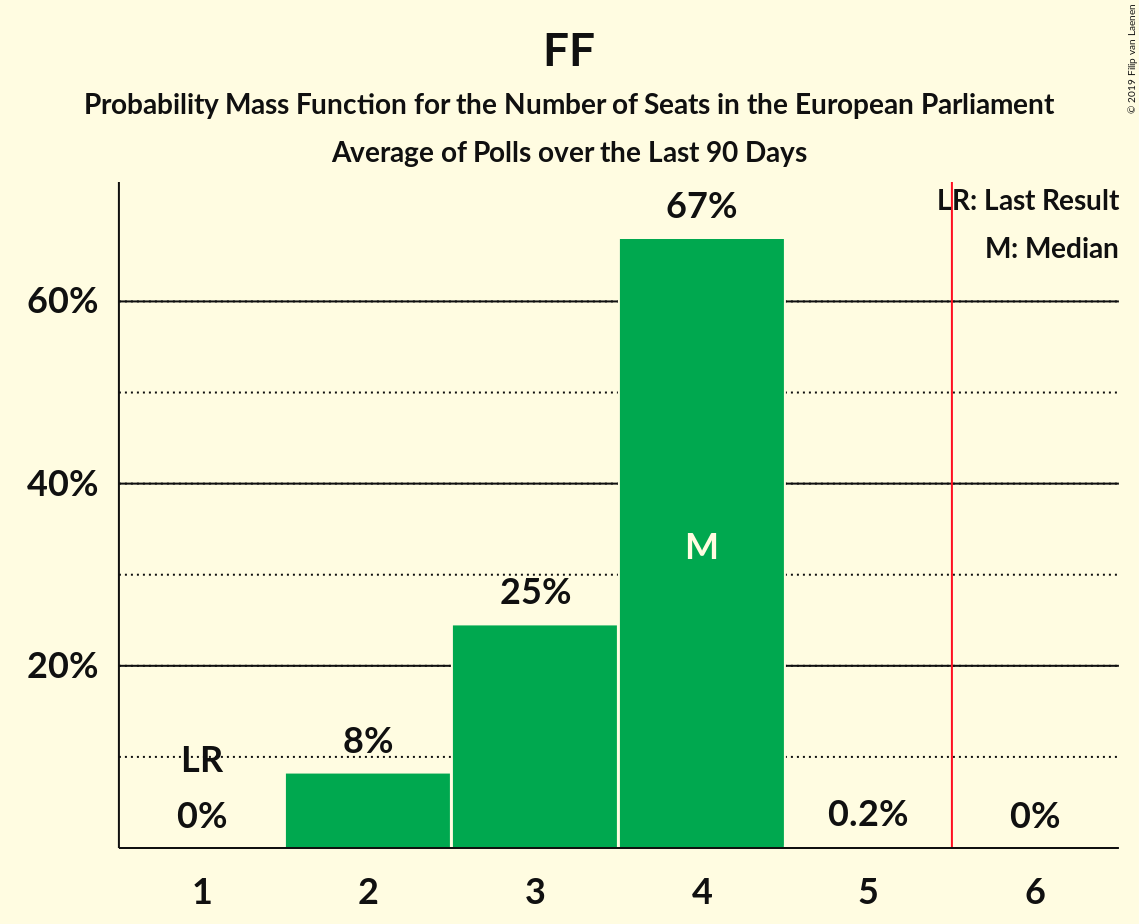 FF
Probability Mass Function for the Number of Seats in the European Parliament
Average of Polls over the Last 90 Days
© 2019 Filip van Laenen
LR: Last Result
M: Median
67%
60%
40%
M
25%
20%
8%
LR
0%
0.2%
0%
1 2 3 4 5 6